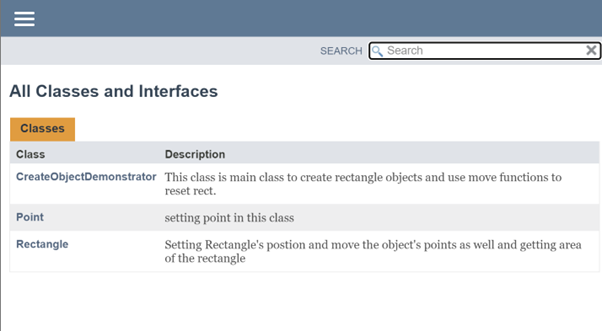 SEARCH Search
All Classes and Interfaces
Classes
Class Description
CreateObjectDemonstrator This class is main class to create rectangle objects and use move functions to
reset rect.
Point setting point in this class
Rectangle Setting Rectangle's postion and move the object's points as well and getting area
of the rectangle